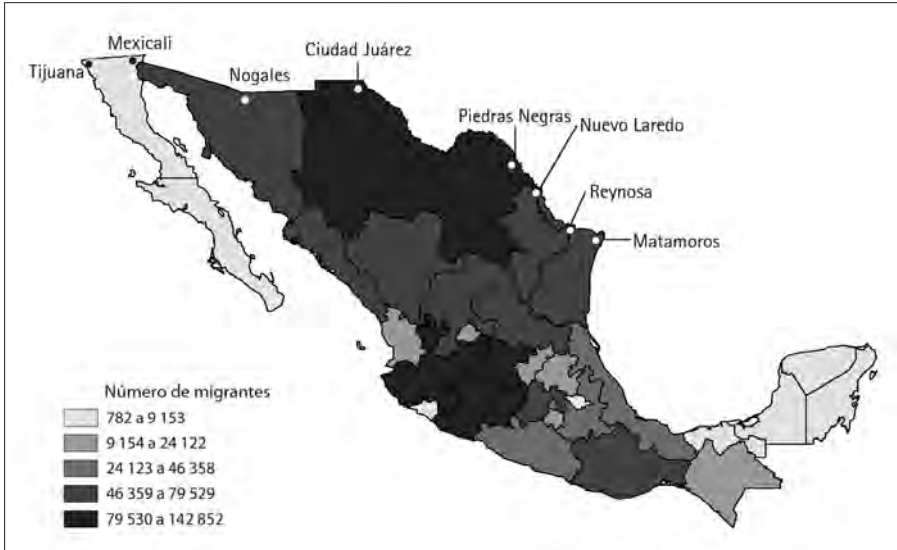 Mexicali
Tijuana
Nogales
Ciudad Juárez
Piedras Negras
Nuevo Laredo
Reynosa
Matamoros
Número de migrantes
782 a 9 153
9 154 a 24 122
24 123 a 46 358
46 359 a 79 529
79 530 a 142 852